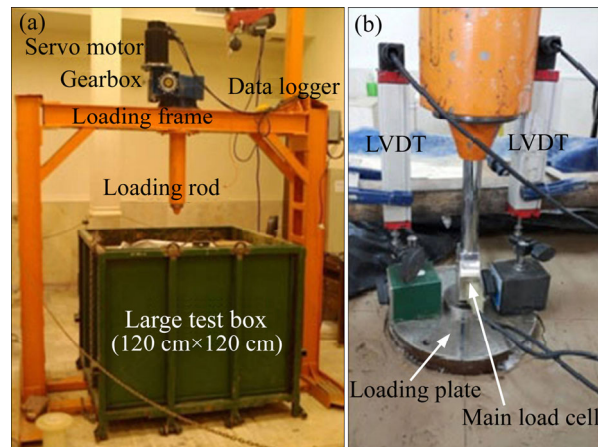 (a)
Servo motor
Gearbox
Data logger
Loading frame
Loading rod
Large test box
(120 cm×120 cm)
(b)
LVDT
LVDT
Loading plate
Main load cell